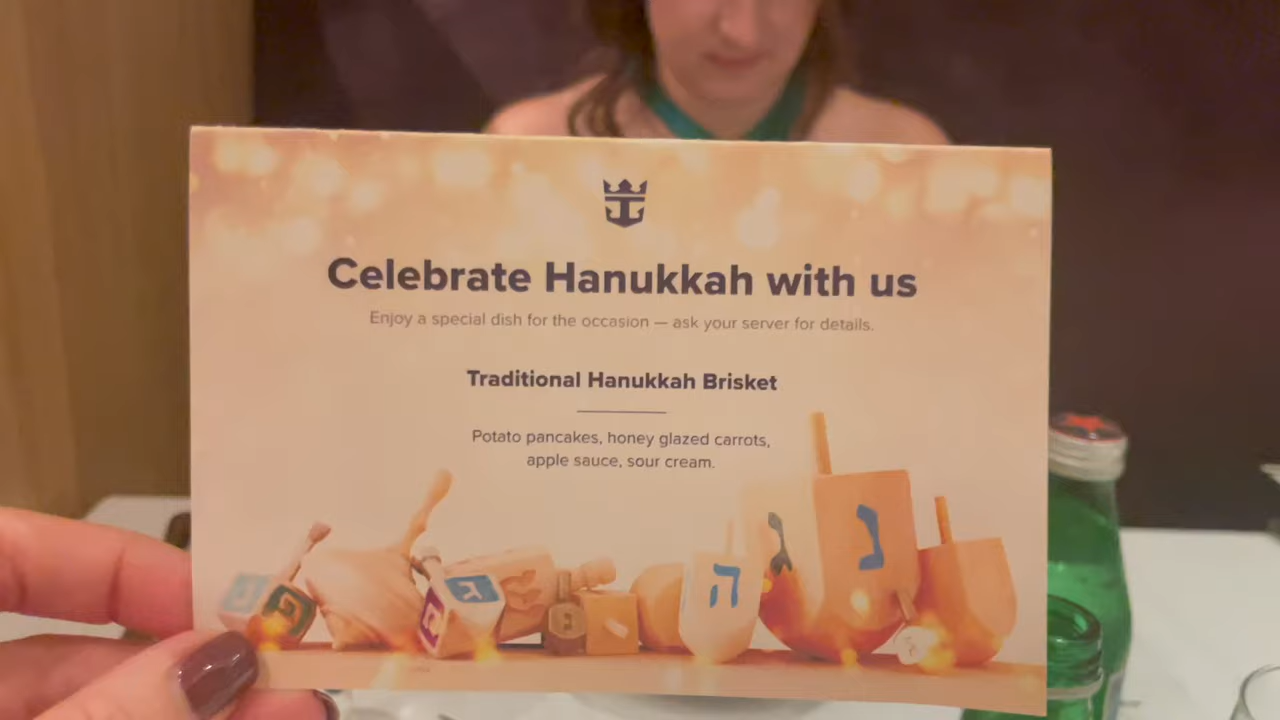 Celebrate Hanukkah with us
Enjoy a special dish for the occasion — ask your server for details.
Traditional Hanukkah Brisket
Potato pancakes, honey glazed carrots,
apple sauce, sour cream.
פ
ג
ה
נ